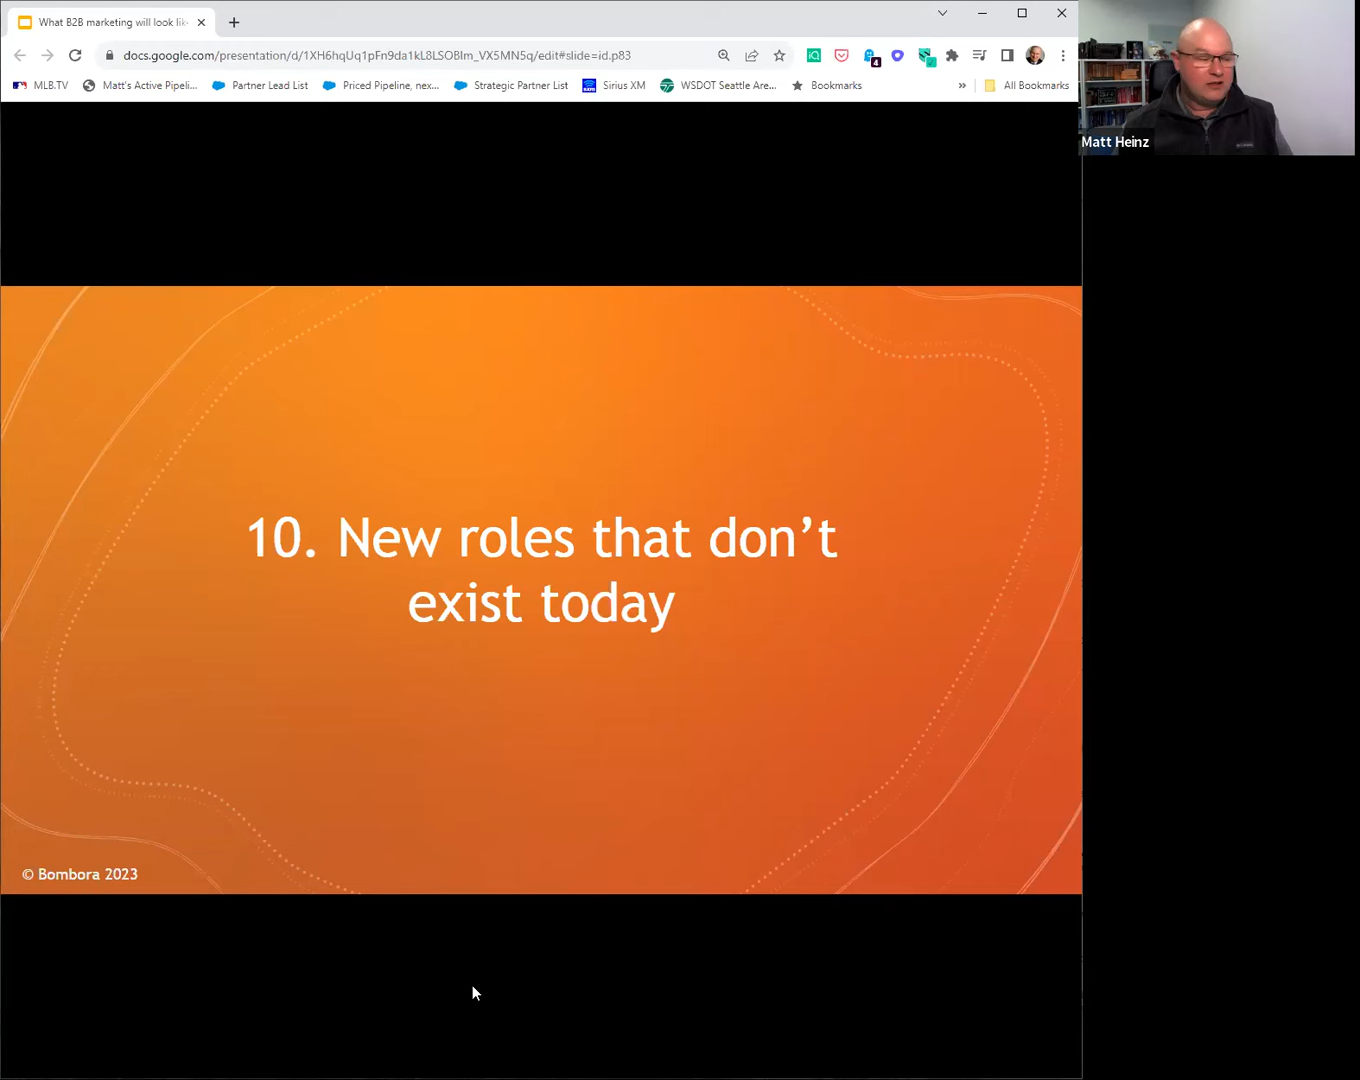 What B2B marketing will look lik
docs.google.com/presentation/d/1XH6hqUq1pFn9da1kL8LSOBIm_VX5MN5q/edit#slide=id.p83
MLB.TV
Matt's Active Pipeli...
Partner Lead List
Priced Pipeline, nex...
Strategic Partner List
Sirius XM
WSDOT Seattle Are...
Bookmarks
»
All Bookmarks
4
Matt Heinz
10. New roles that don’t
exist today
© Bombora 2023